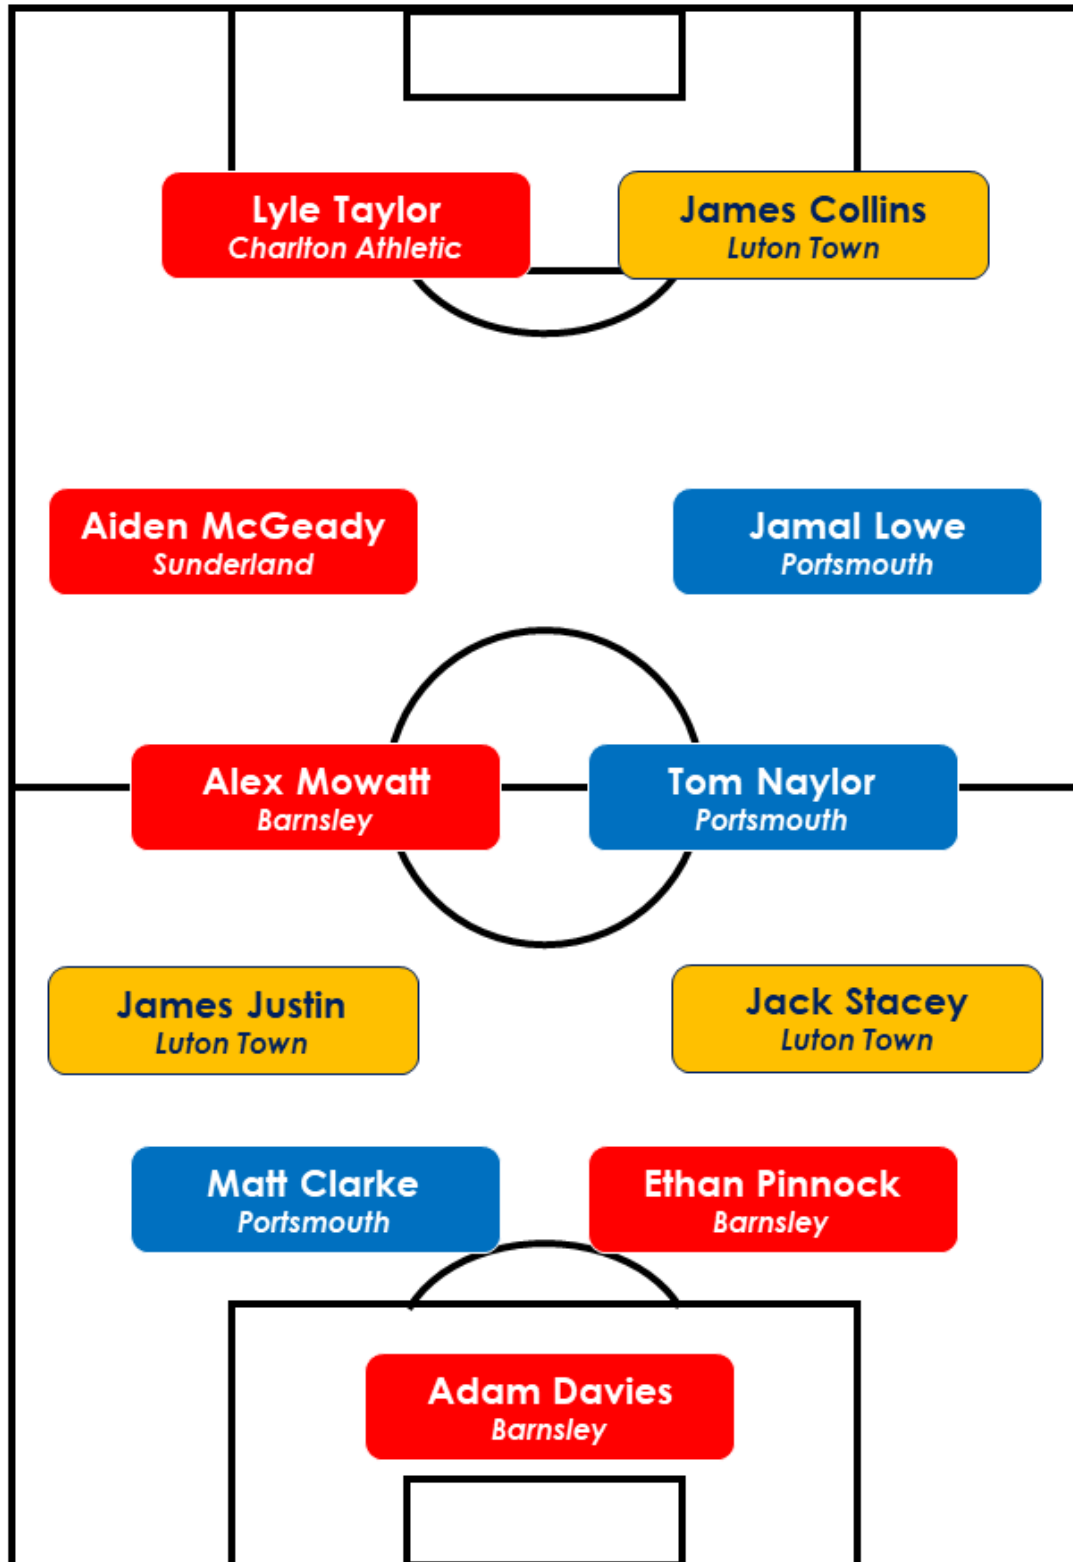 Lyle Taylor
Charlton Athletic
James Collins
Luton Town
Aiden McGeady
Sunderland
Jamal Lowe
Portsmouth
Alex Mowatt
Barnsley
Tom Naylor
Portsmouth
James Justin
Luton Town
Jack Stacey
Luton Town
Matt Clarke
Portsmouth
Ethan Pinnock
Barnsley
Adam Davies
Barnsley